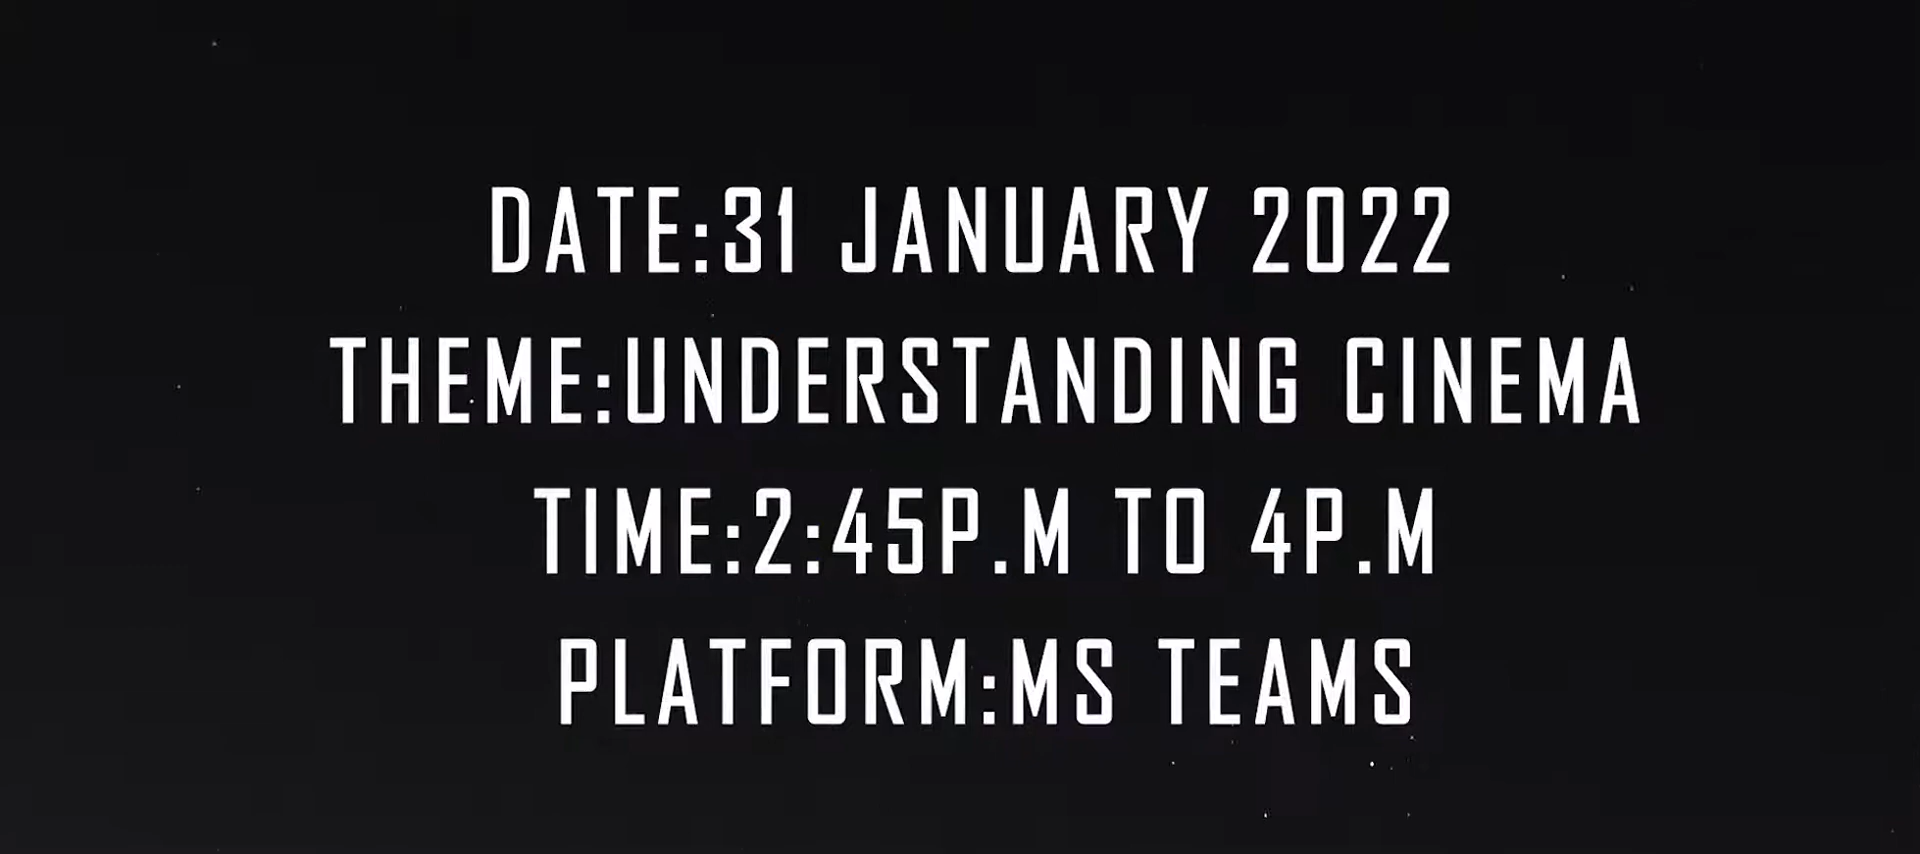 DATE:31 JANUARY 2022
THEME:UNDERSTANDING CINEMA
TIME:2:45P.M TO 4P.M
PLATFORM:MS TEAMS